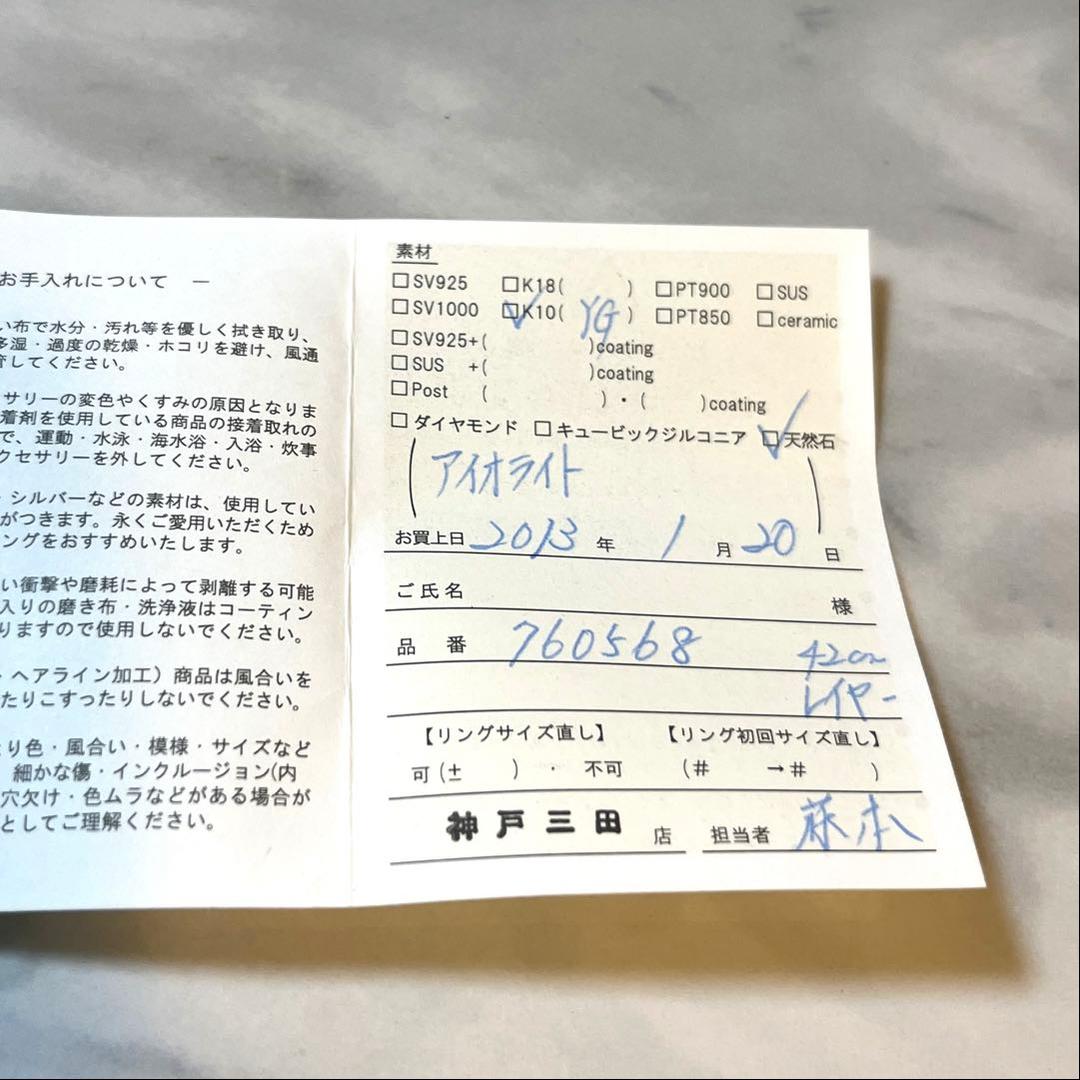 お手入れについて －
い布で水分・汚れ等を優しく拭き取り、
多湿・過度の乾燥・ホコリを避け、風通
管してください。
サリーの変色やくすみの原因となりま
着剤を使用している商品の接着取れの
で、運動・水泳・海水浴・入浴・炊事
クセサリーを外してください。
・シルバーなどの素材は、使用してい
がつきます。永くご愛用いただくため
ングをおすすめいたします。
い衝撃や磨耗によって剥離する可能
入りの磨き布・洗浄液はコーティン
りますので使用しないでください。
・ヘアライン加工）商品は風合いを
たりこすったりしないでください。
より色・風合い・模様・サイズなど
細かな傷・インクルージョン(内
穴欠け・色ムラなどがある場合が
としてご理解ください。
素材
□SV925 □K18( ) □PT900 □SUS
□SV1000 ☑K10( YG ) □PT850 □ceramic
□SV925+( )coating
□SUS +( )coating
□Post ( )・( )coating
□ダイヤモンド □キュービックジルコニア ☑天然石
( アイオライト )
お買上日 2013 年 1 月 20 日
ご氏名 様
品 番 760568 42cm
レイヤー
【リングサイズ直し】 【リング初回サイズ直し】
可(± )・不可 (# →# )
神戸三田 店 担当者 藤本